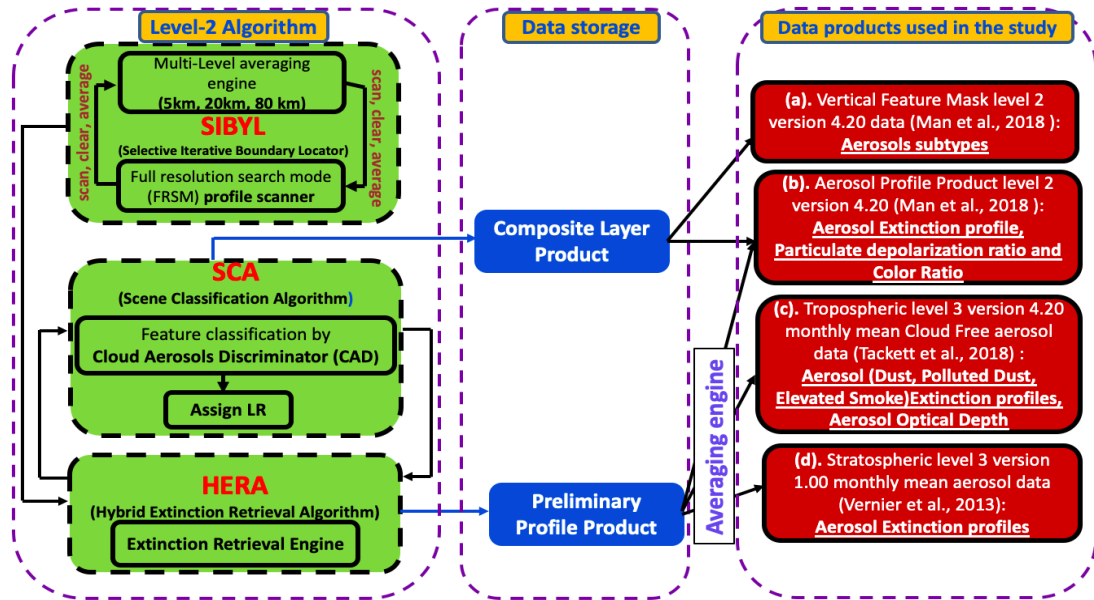 Level-2 Algorithm
Multi-Level averaging
engine
(5km, 20km, 80 km)
SIBYL
(Selective Iterative Boundary Locator)
Full resolution search mode
(FRSM) profile scanner
scan, clear, average
scan, clear, average
SCA
(Scene Classification Algorithm)
Feature classification by
Cloud Aerosols Discriminator (CAD)
Assign LR
HERA
(Hybrid Extinction Retrieval Algorithm)
Extinction Retrieval Engine
Data storage
Composite Layer
Product
Preliminary
Profile Product
Averaging engine
Data products used in the study
(a). Vertical Feature Mask level 2
version 4.20 data (Man et al., 2018 ):
Aerosols subtypes
(b). Aerosol Profile Product level 2
version 4.20 (Man et al., 2018 ):
Aerosol Extinction profile,
Particulate depolarization ratio and
Color Ratio
(c). Tropospheric level 3 version 4.20
monthly mean Cloud Free aerosol
data (Tackett et al., 2018) :
Aerosol (Dust, Polluted Dust,
Elevated Smoke)Extinction profiles,
Aerosol Optical Depth
(d). Stratospheric level 3 version
1.00 monthly mean aerosol data
(Vernier et al., 2013):
Aerosol Extinction profiles